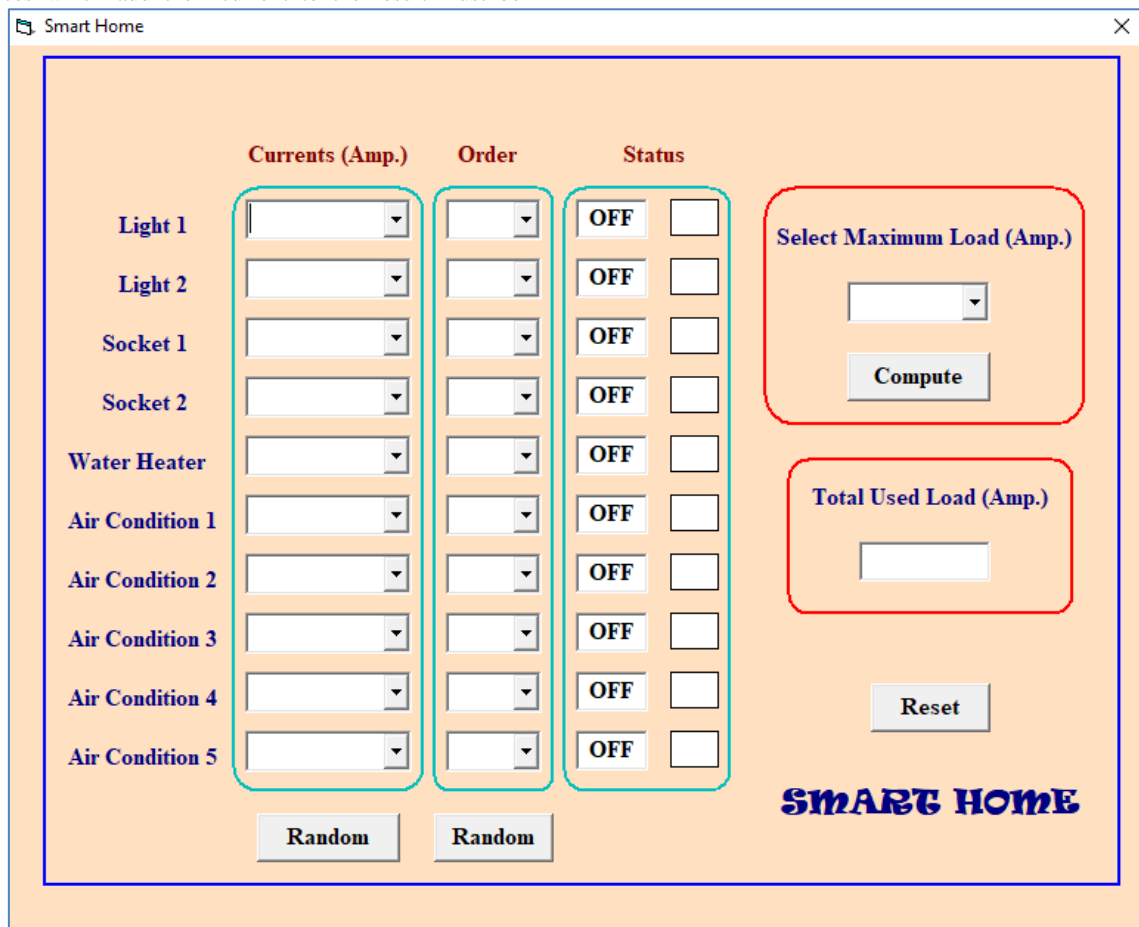 Smart Home
Currents (Amp.) Order Status
Light 1 OFF
Light 2 OFF
Socket 1 OFF
Socket 2 OFF
Water Heater OFF
Air Condition 1 OFF
Air Condition 2 OFF
Air Condition 3 OFF
Air Condition 4 OFF
Air Condition 5 OFF
Random Random
Select Maximum Load (Amp.)
Compute
Total Used Load (Amp.)
Reset
SMART HOME